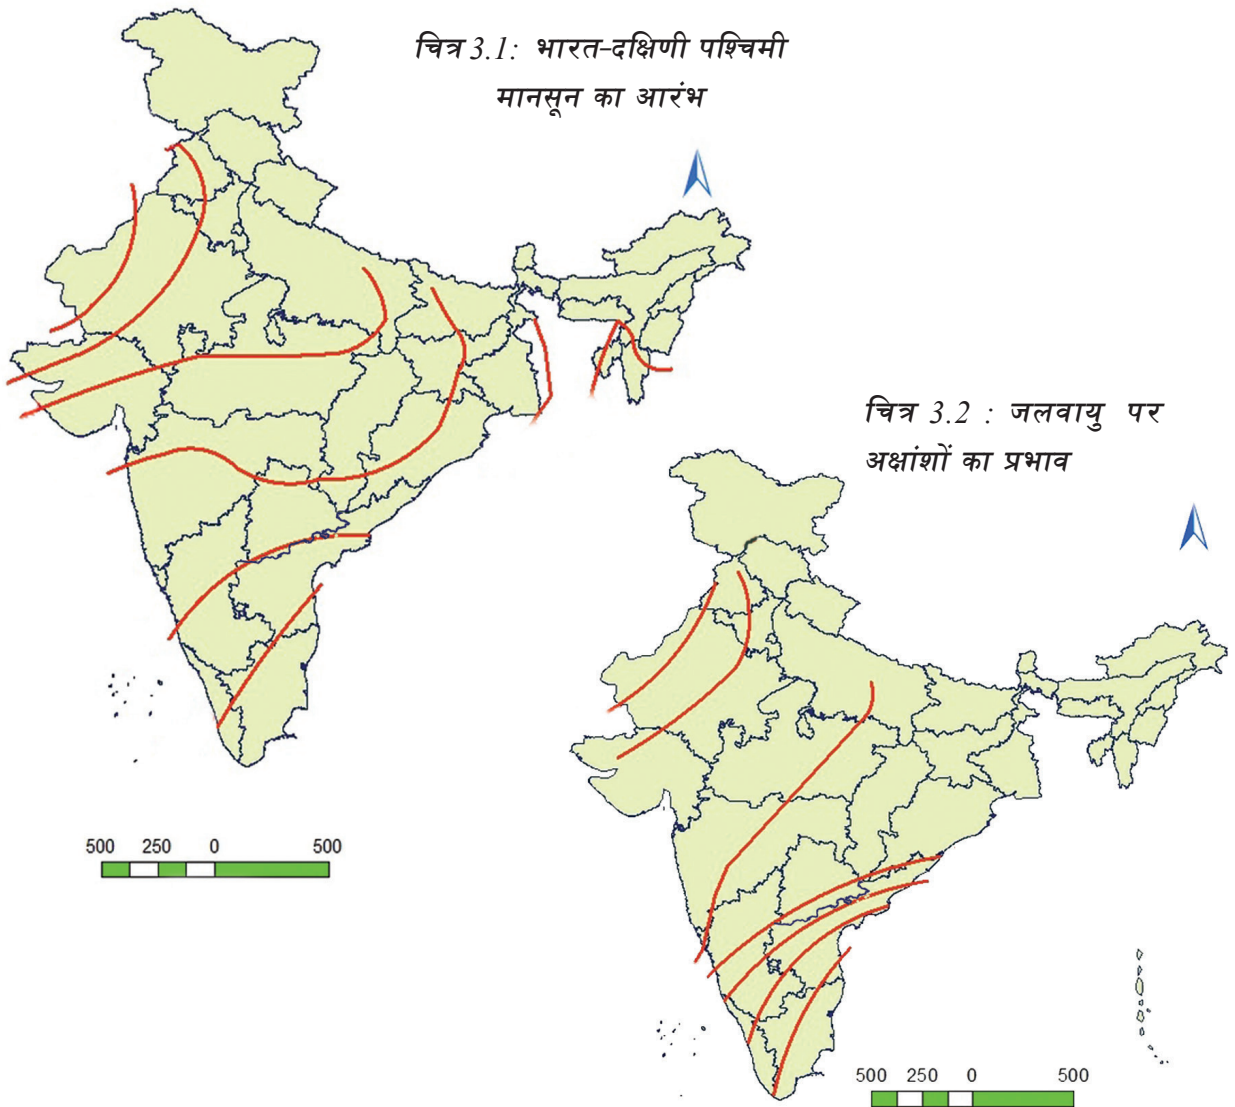 चित्र 3.1: भारत-दक्षिणी पश्चिमी
मानसून का आरंभ
500 250 0 500
चित्र 3.2 : जलवायु पर
अक्षांशों का प्रभाव
500 250 0 500